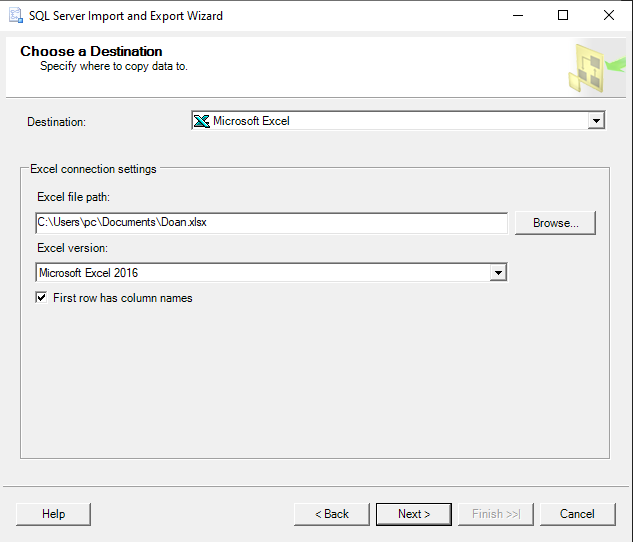 SQL Server Import and Export Wizard
Choose a Destination
Specify where to copy data to.
Destination:
Microsoft Excel
Excel connection settings
Excel file path:
C:\Users\pc\Documents\Doan.xlsx
Browse...
Excel version:
Microsoft Excel 2016
First row has column names
Help
< Back
Next >
Finish >>|
Cancel